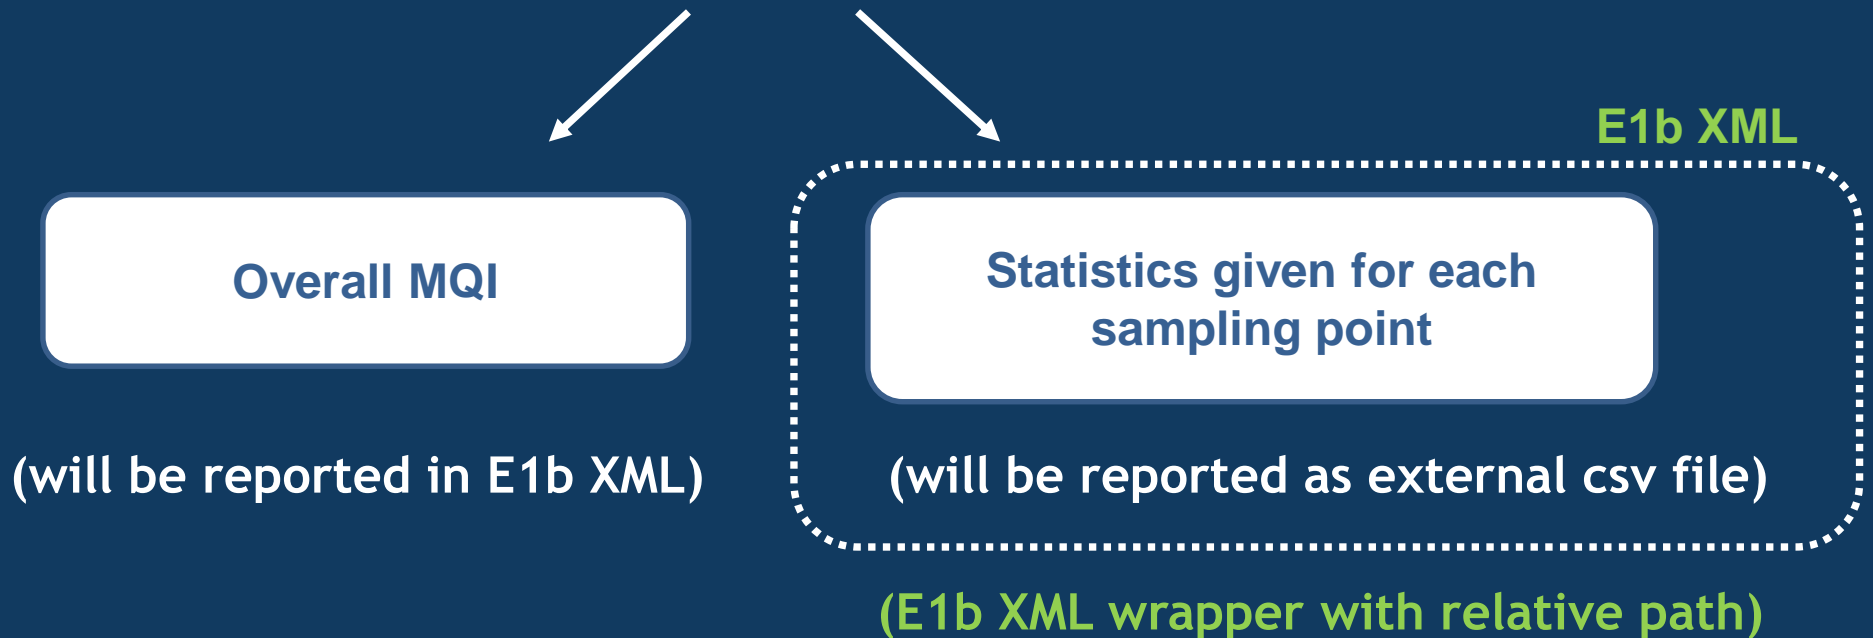 E1b XML
Overall MQI
Statistics given for each
sampling point
(will be reported in E1b XML)
(will be reported as external csv file)
(E1b XML wrapper with relative path)